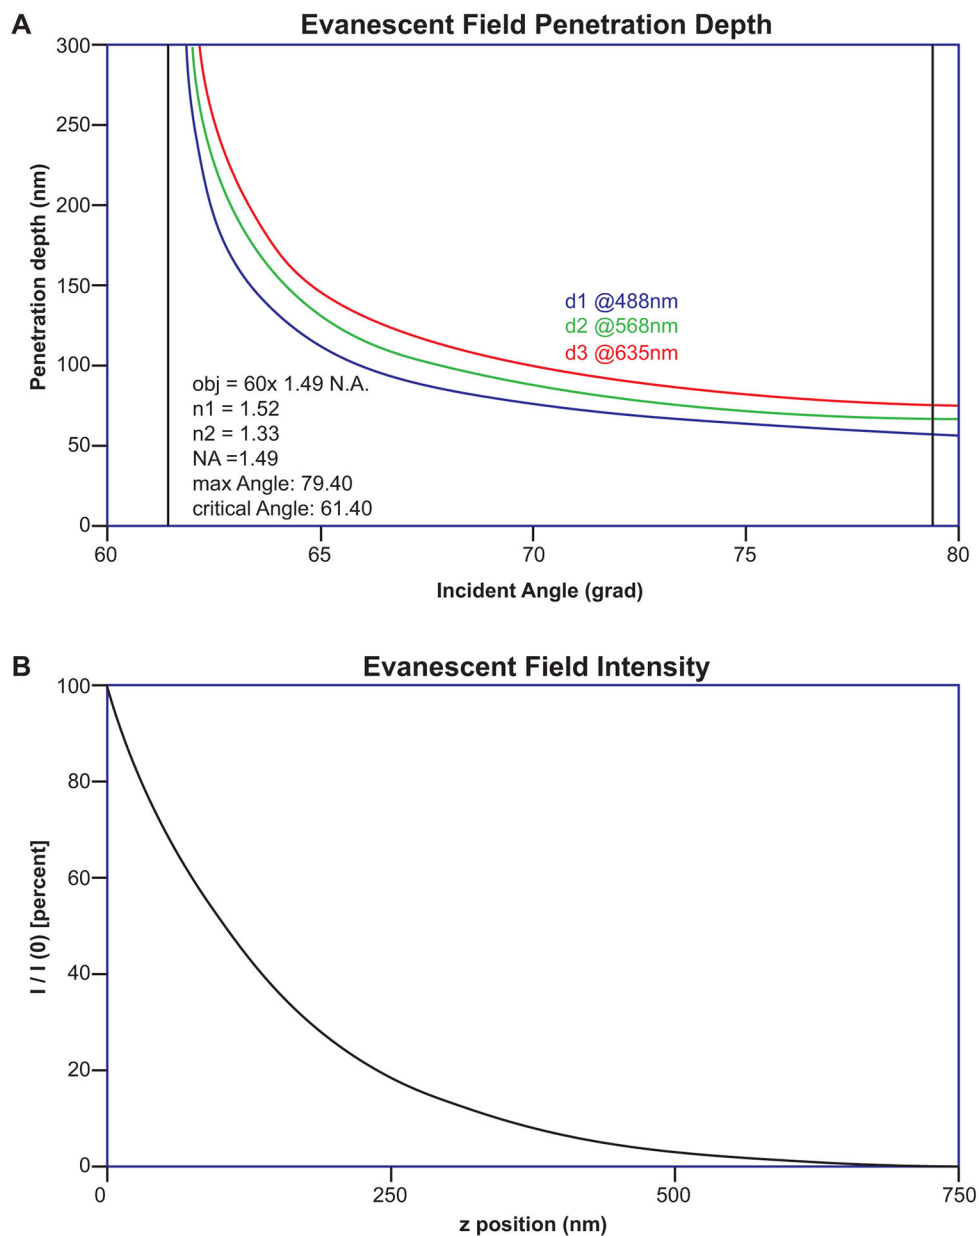 A
Evanescent Field Penetration Depth
300
250
200
150
100
50
0
Penetration depth (nm)
d1 @488nm
d2 @568nm
d3 @635nm
obj = 60x 1.49 N.A.
n1 = 1.52
n2 = 1.33
NA =1.49
max Angle: 79.40
critical Angle: 61.40
60 65 70 75 80
Incident Angle (grad)
B
Evanescent Field Intensity
100
80
60
40
20
0
I / I (0) [percent]
0 250 500 750
z position (nm)